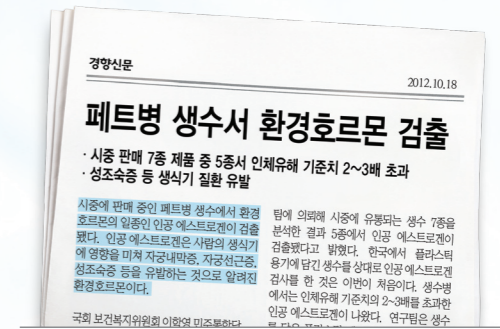 경향신문
2012.10.18
페트병 생수서 환경호르몬 검출
· 시중 판매 7종 제품 중 5종서 인체유해 기준치 2~3배 초과
· 성조숙증 등 생식기 질환 유발
시중에 판매 중인 페트병 생수에서 환경
호르몬의 일종인 인공 에스트로겐이 검출
됐다. 인공 에스트로겐은 사람의 생식기
에 영향을 미쳐 자궁내막증, 자궁선근증,
성조숙증 등을 유발하는 것으로 알려진
환경호르몬이다.
국회 보건복지위원회 이학영 민주통합당
팀에 의뢰해 시중에 유통되는 생수 7종을
분석한 결과 5종에서 인공 에스트로겐이
검출됐다고 밝혔다. 한국에서 플라스틱
용기에 담긴 생수를 상대로 인공 에스트로겐
검사를 한 것은 이번이 처음이다. 생수병
에서는 인체유해 기준치의 2~3배를 초과한
인공 에스트로겐이 나왔다. 연구팀은 생수